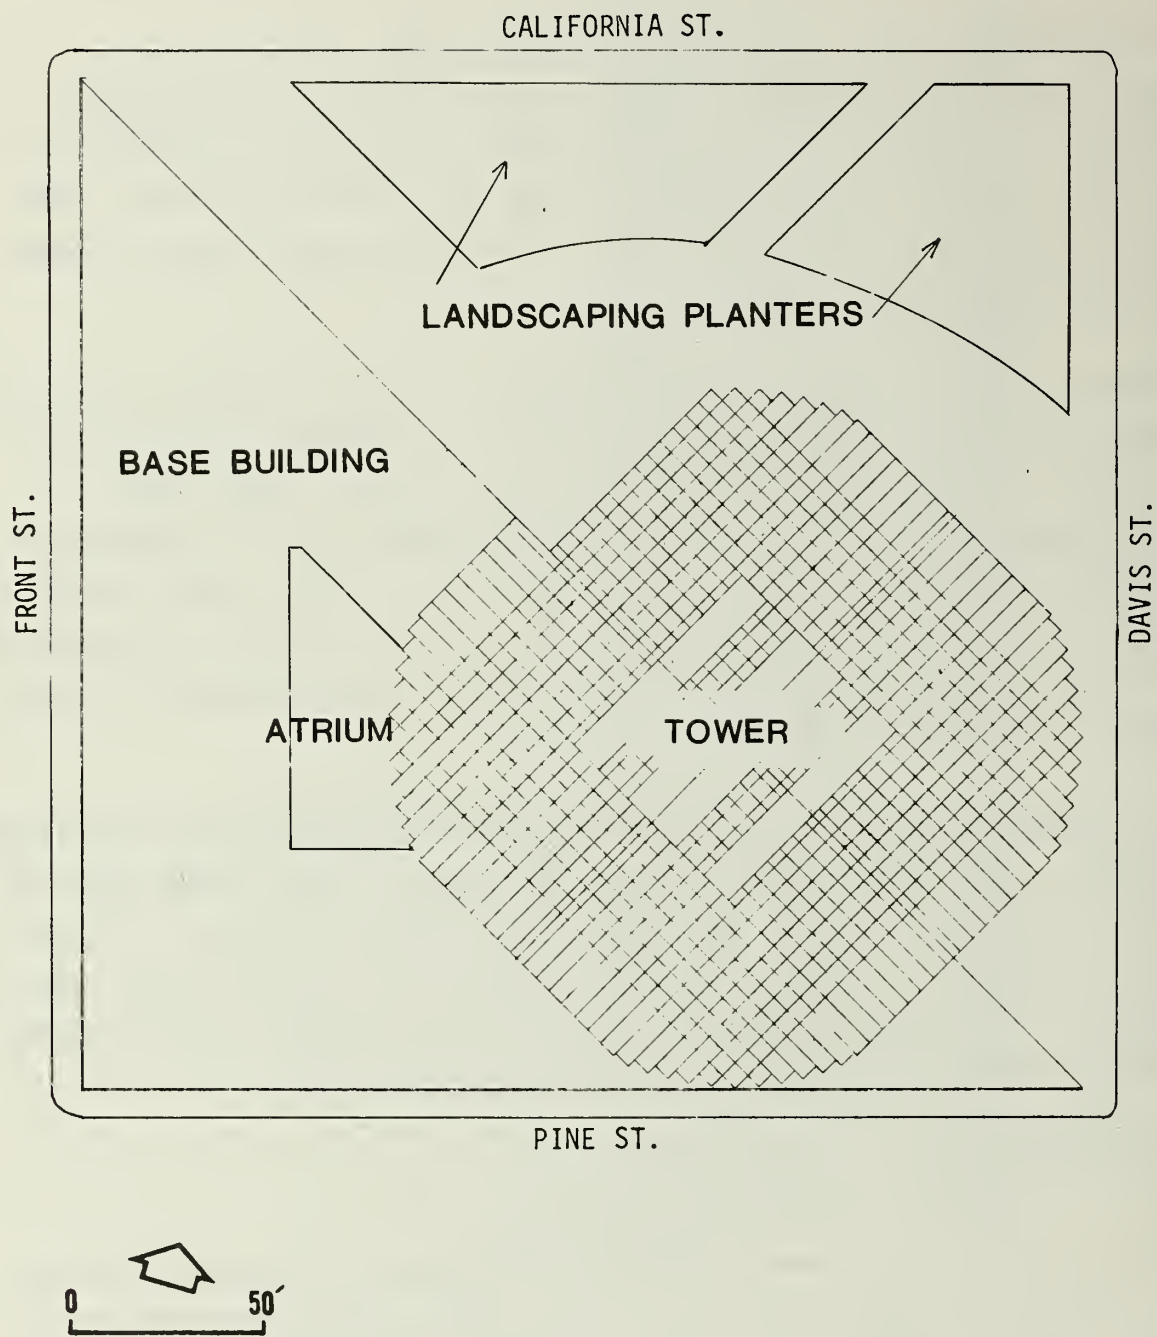 CALIFORNIA ST.
LANDSCAPING PLANTERS
BASE BUILDING
FRONT ST.
DAVIS ST.
ATRIUM
TOWER
PINE ST.
0 50′